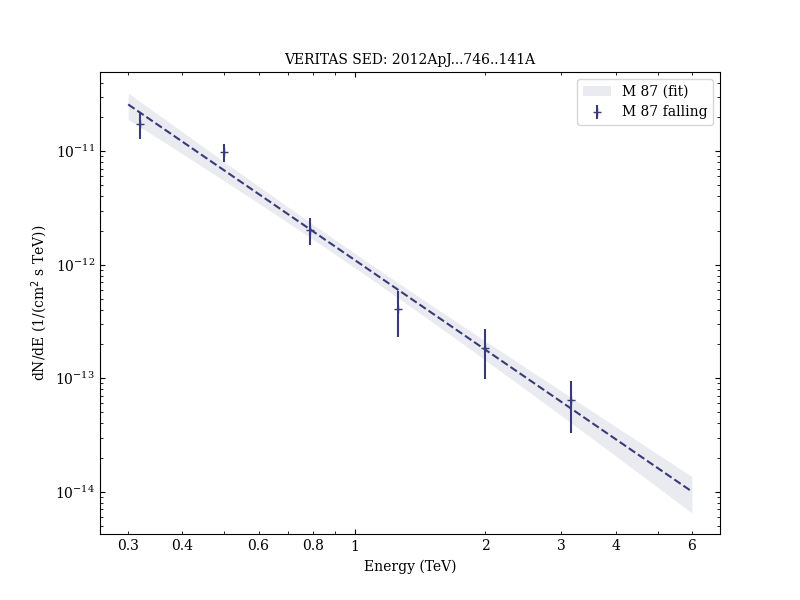 VERITAS SED: 2012ApJ...746..141A
M 87 (fit)
M 87 falling
dN/dE (1/(cm² s TeV))
10⁻¹¹
10⁻¹²
10⁻¹³
10⁻¹⁴
0.3 0.4 0.6 0.8 1 2 3 4 6
Energy (TeV)